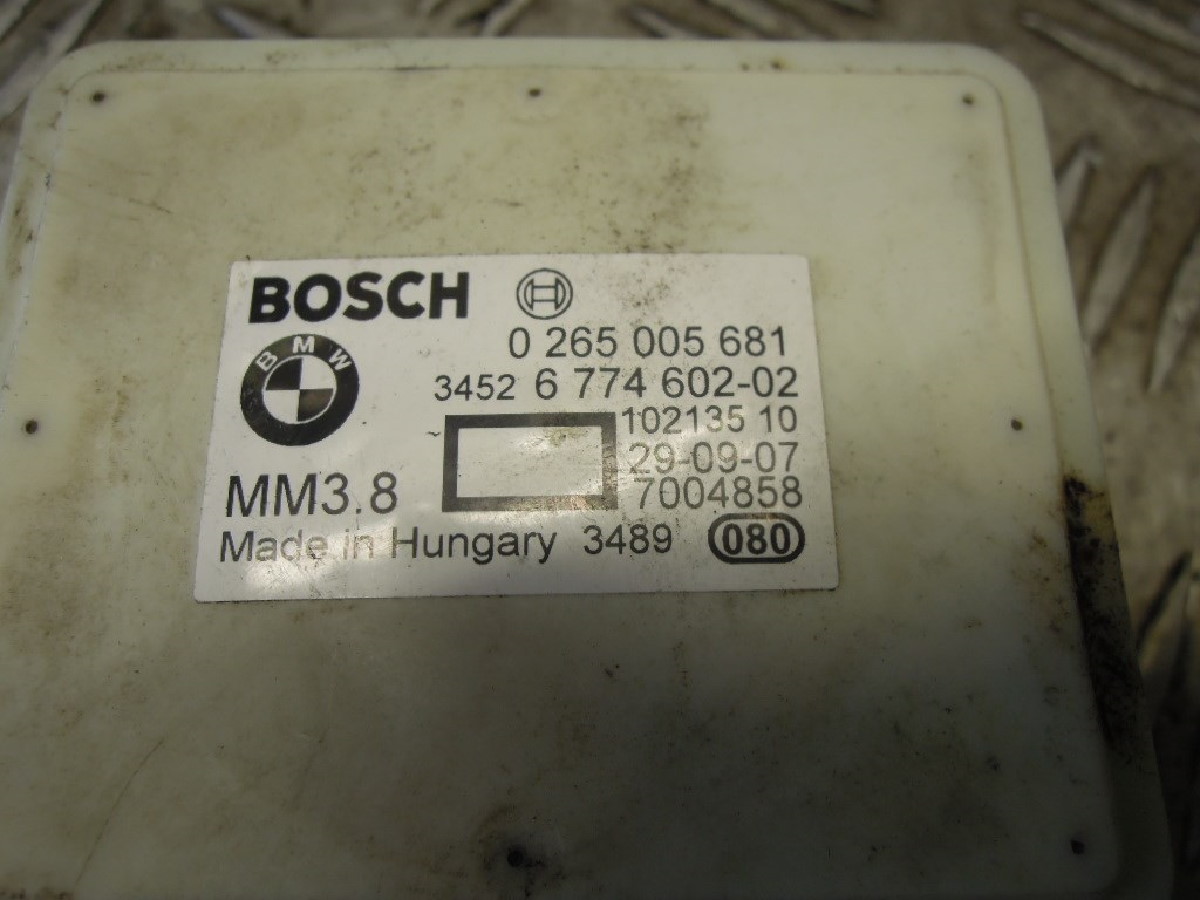 BOSCH
BMW
0 265 005 681
3452 6 774 602-02
102135 10
29-09-07
7004858
MM3.8
Made in Hungary 3489 080